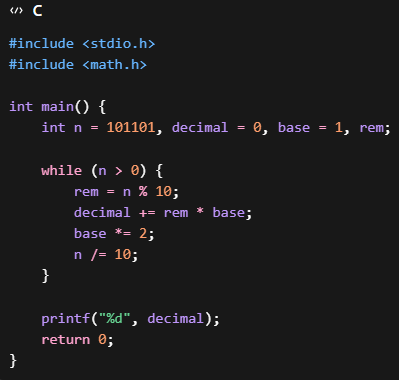 </> C
#include <stdio.h>
#include <math.h>
int main() {
    int n = 101101, decimal = 0, base = 1, rem;
    while (n > 0) {
        rem = n % 10;
        decimal += rem * base;
        base *= 2;
        n /= 10;
    }
    printf("%d", decimal);
    return 0;
}